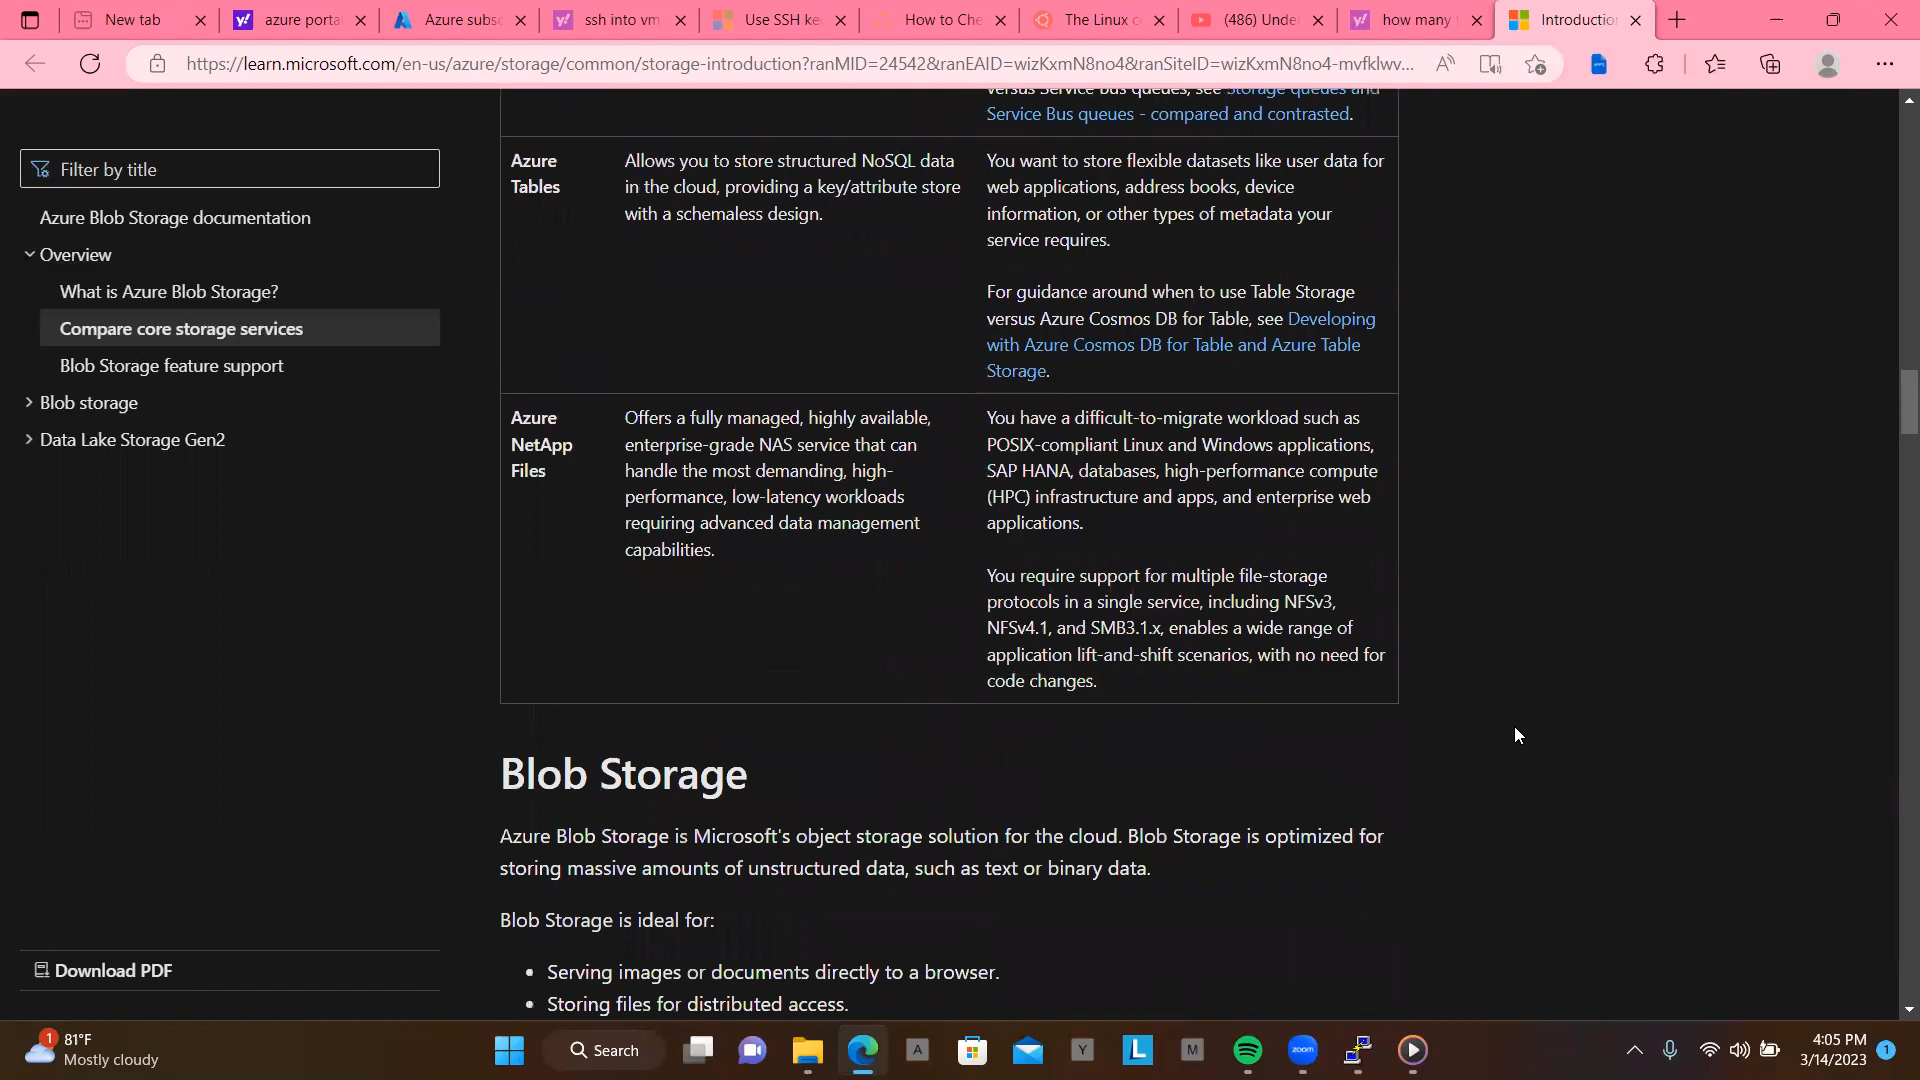 New tab
azure porta
Azure subsc
ssh into vm
Use SSH ke
How to Che
The Linux c
(486) Unde
how many t
Introduction
https://learn.microsoft.com/en-us/azure/storage/common/storage-introduction?ranMID=24542&ranEAID=wizKxmN8no4&ranSiteID=wizKxmN8no4-mvfklwv...
Filter by title
Azure Blob Storage documentation
Overview
What is Azure Blob Storage?
Compare core storage services
Blob Storage feature support
Blob storage
Data Lake Storage Gen2
Download PDF
versus Service Bus queues, see Storage queues and
Service Bus queues - compared and contrasted.
Azure
Tables
Allows you to store structured NoSQL data
in the cloud, providing a key/attribute store
with a schemaless design.
You want to store flexible datasets like user data for
web applications, address books, device
information, or other types of metadata your
service requires.
For guidance around when to use Table Storage
versus Azure Cosmos DB for Table, see Developing
with Azure Cosmos DB for Table and Azure Table
Storage.
Azure
NetApp
Files
Offers a fully managed, highly available,
enterprise-grade NAS service that can
handle the most demanding, high-
performance, low-latency workloads
requiring advanced data management
capabilities.
You have a difficult-to-migrate workload such as
POSIX-compliant Linux and Windows applications,
SAP HANA, databases, high-performance compute
(HPC) infrastructure and apps, and enterprise web
applications.
You require support for multiple file-storage
protocols in a single service, including NFSv3,
NFSv4.1, and SMB3.1.x, enables a wide range of
application lift-and-shift scenarios, with no need for
code changes.
Blob Storage
Azure Blob Storage is Microsoft's object storage solution for the cloud. Blob Storage is optimized for
storing massive amounts of unstructured data, such as text or binary data.
Blob Storage is ideal for:
• Serving images or documents directly to a browser.
• Storing files for distributed access.
1
81°F
Mostly cloudy
Search
A
Y
L
M
zoom
4:05 PM
3/14/2023
1